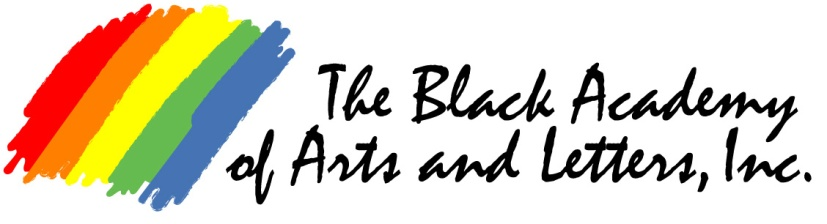 The Black Academy
of Arts and Letters, Inc.